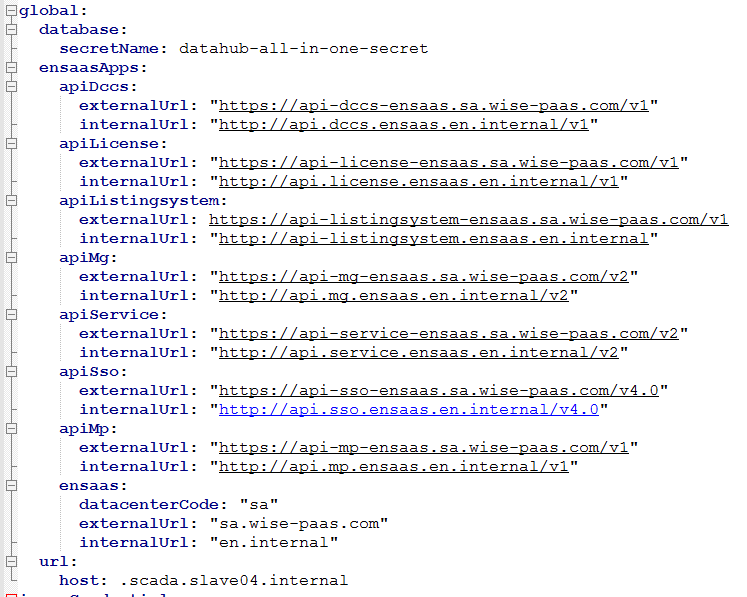 global:
  database:
    secretName: datahub-all-in-one-secret
  ensaasApps:
    apiDccs:
      externalUrl: "https://api-dccs-ensaas.sa.wise-paas.com/v1"
      internalUrl: "http://api.dccs.ensaas.en.internal/v1"
    apiLicense:
      externalUrl: "https://api-license-ensaas.sa.wise-paas.com/v1"
      internalUrl: "http://api.license.ensaas.en.internal/v1"
    apiListingsystem:
      externalUrl: https://api-listingsystem-ensaas.sa.wise-paas.com/v1
      internalUrl: "http://api-listingsystem.ensaas.en.internal"
    apiMg:
      externalUrl: "https://api-mg-ensaas.sa.wise-paas.com/v2"
      internalUrl: "http://api.mg.ensaas.en.internal/v2"
    apiService:
      externalUrl: "https://api-service-ensaas.sa.wise-paas.com/v2"
      internalUrl: "http://api.service.ensaas.en.internal/v2"
    apiSso:
      externalUrl: "https://api-sso-ensaas.sa.wise-paas.com/v4.0"
      internalUrl: "http://api.sso.ensaas.en.internal/v4.0"
    apiMp:
      externalUrl: "https://api-mp-ensaas.sa.wise-paas.com/v1"
      internalUrl: "http://api.mp.ensaas.en.internal/v1"
    ensaas:
      datacenterCode: "sa"
      externalUrl: "sa.wise-paas.com"
      internalUrl: "en.internal"
  url:
    host: .scada.slave04.internal